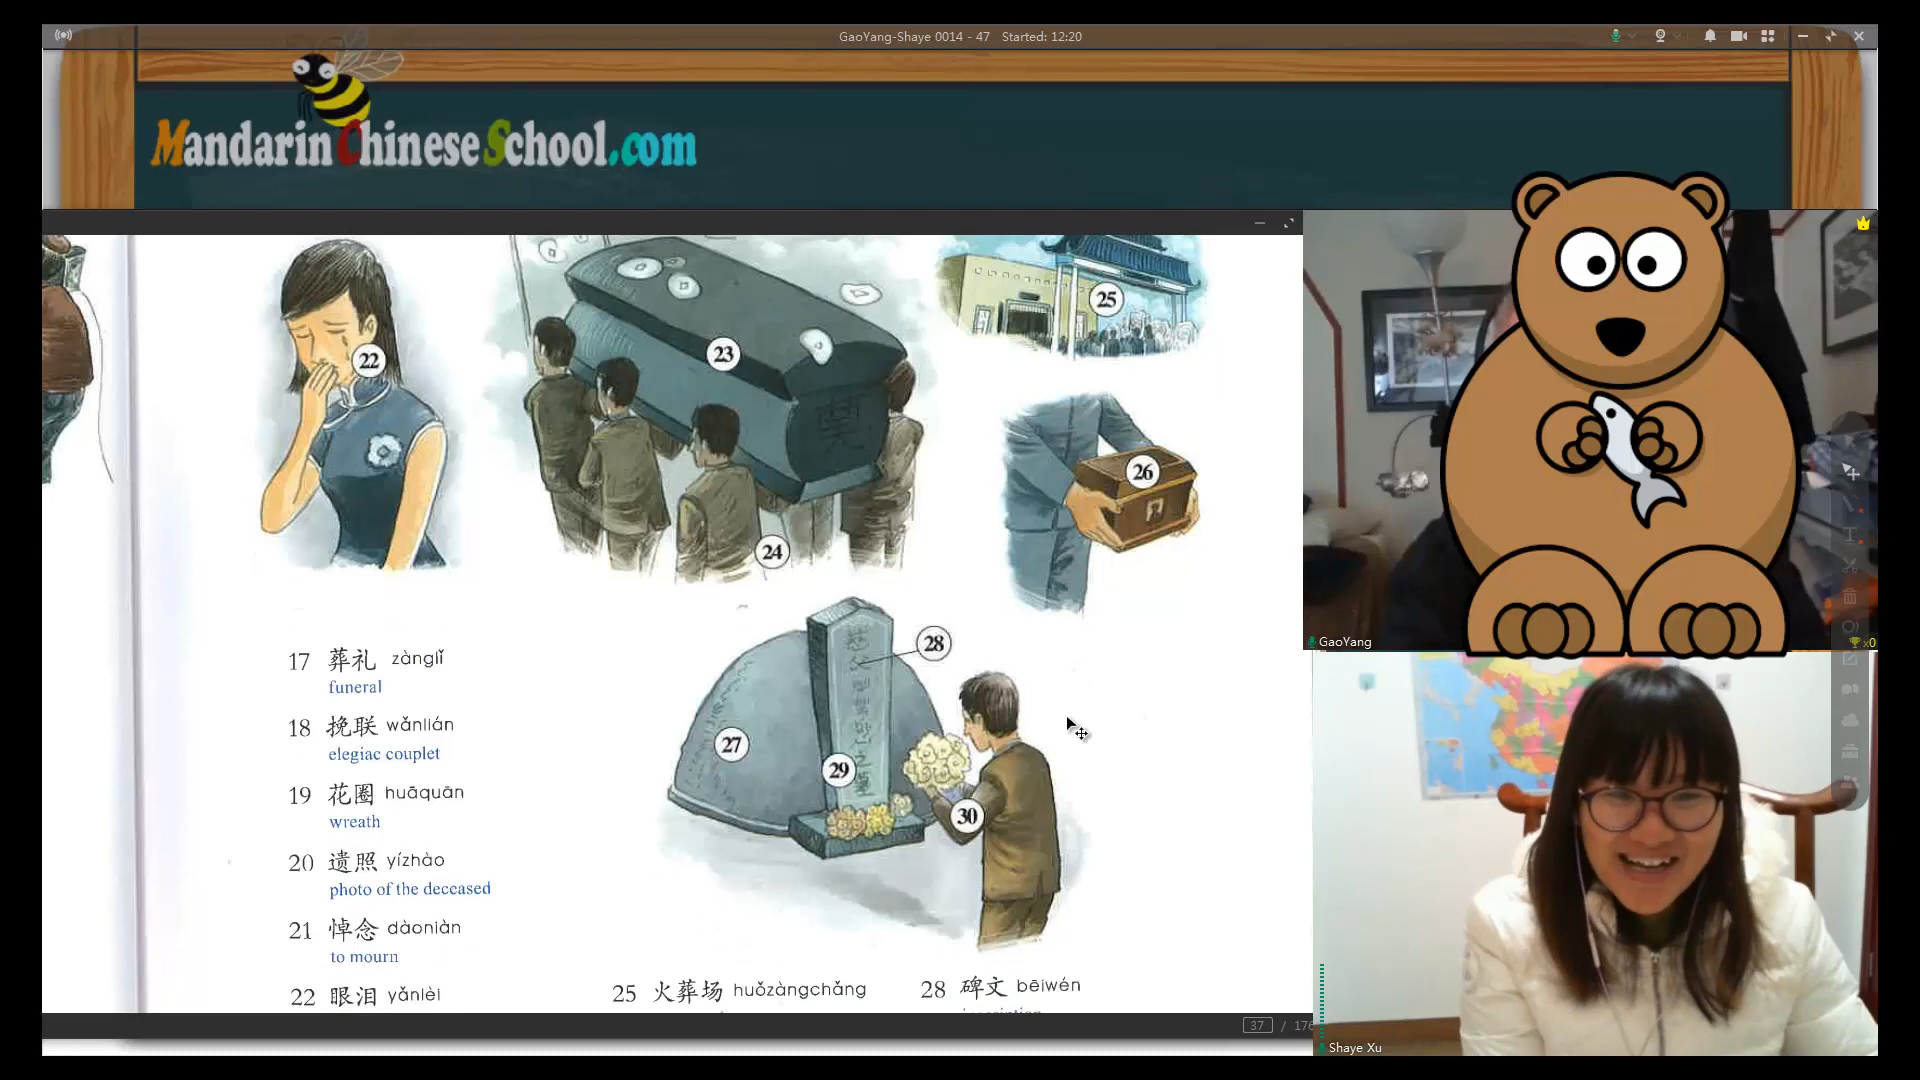 GaoYang-Shaye 0014 - 47 Started: 12:20
MandarinChineseSchool.com
22
23
24
25
26
27
28
29
30
17 葬礼 zànglǐ
funeral
18 挽联 wǎnlián
elegiac couplet
19 花圈 huāquān
wreath
20 遗照 yízhào
photo of the deceased
21 悼念 dàoniàn
to mourn
22 眼泪 yǎnlèi
25 火葬场 huǒzàngchǎng
28 碑文 bēiwén
37 / 176
GaoYang
x0
Shaye Xu